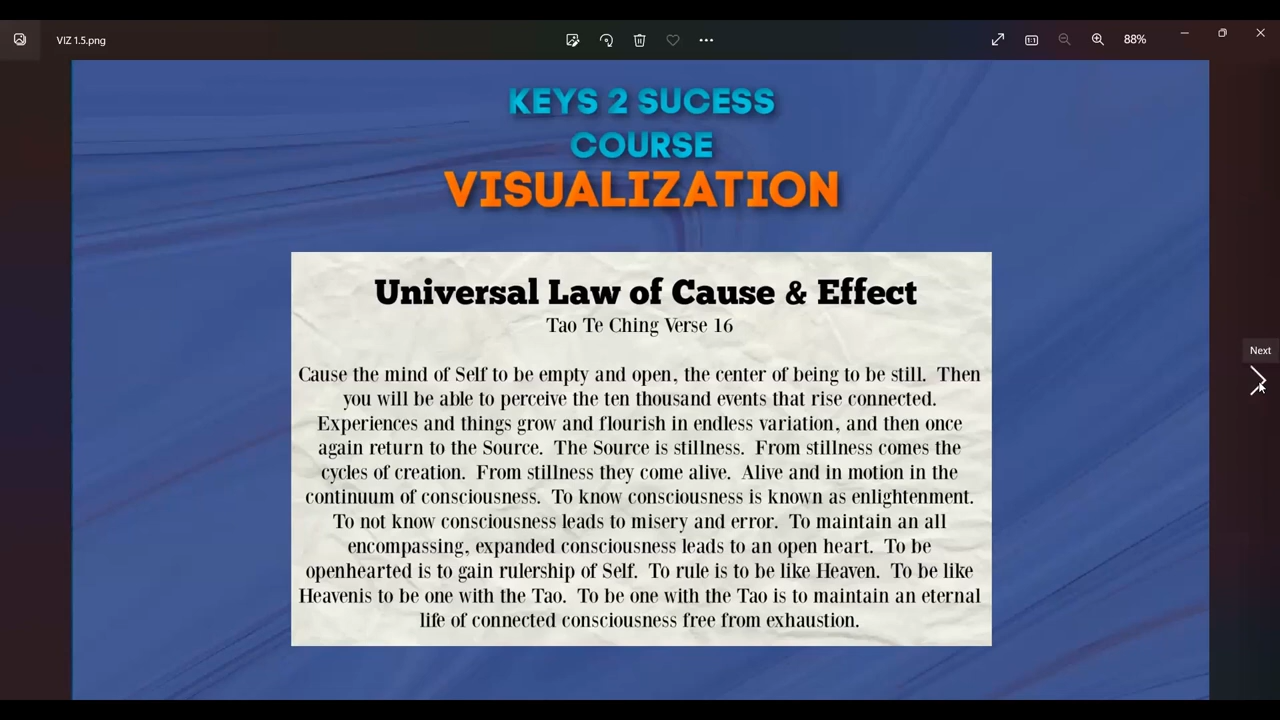 VIZ 1.5.png
88%
KEYS 2 SUCESS
COURSE
VISUALIZATION
Universal Law of Cause & Effect
Tao Te Ching Verse 16
Cause the mind of Self to be empty and open, the center of being to be still. Then
you will be able to perceive the ten thousand events that rise connected.
Experiences and things grow and flourish in endless variation, and then once
again return to the Source. The Source is stillness. From stillness comes the
cycles of creation. From stillness they come alive. Alive and in motion in the
continuum of consciousness. To know consciousness is known as enlightenment.
To not know consciousness leads to misery and error. To maintain an all
encompassing, expanded consciousness leads to an open heart. To be
openhearted is to gain rulership of Self. To rule is to be like Heaven. To be like
Heavenis to be one with the Tao. To be one with the Tao is to maintain an eternal
life of connected consciousness free from exhaustion.
Next